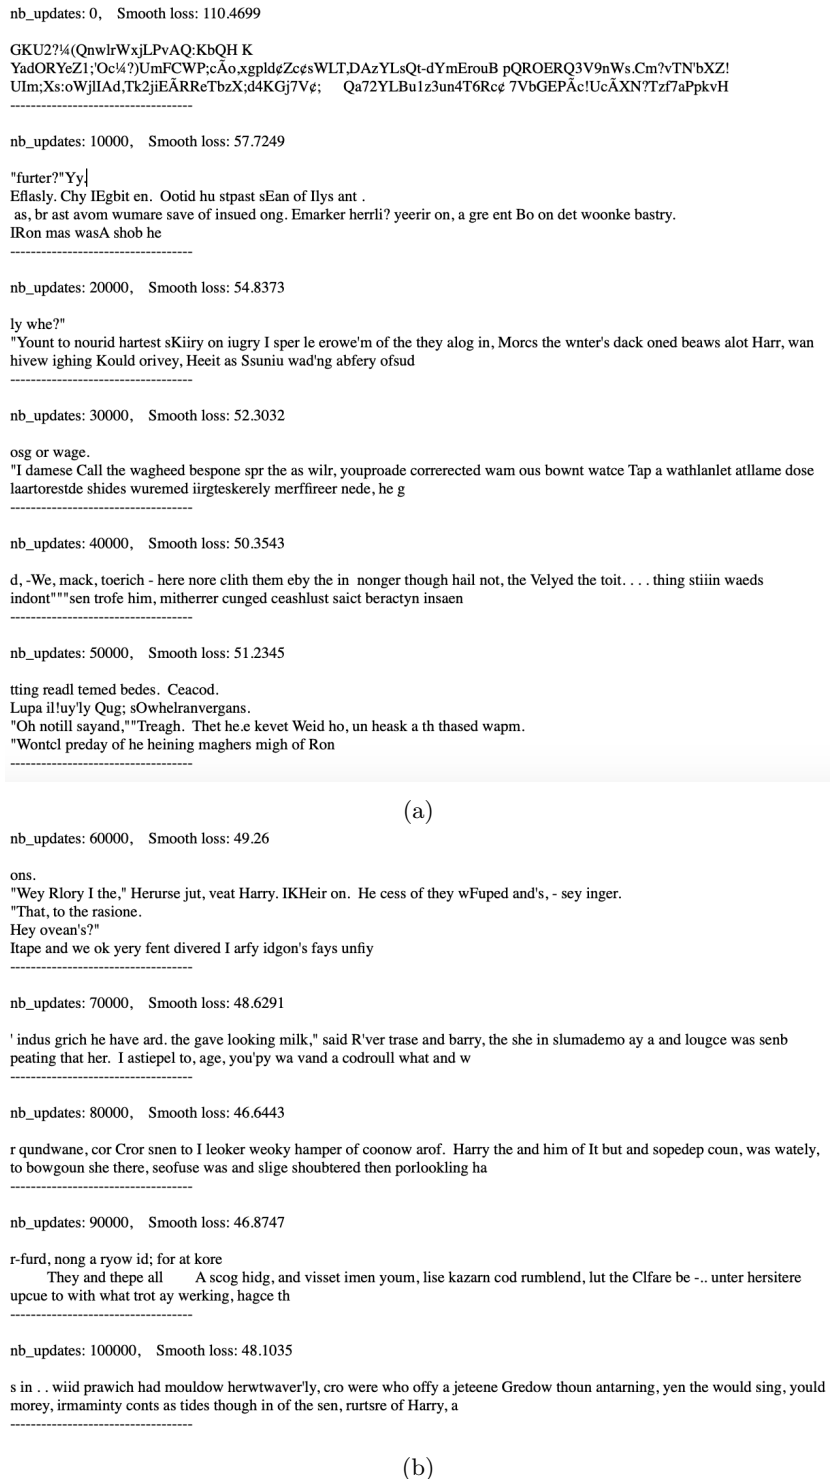 nb_updates: 0, Smooth loss: 110.4699
GKU2?¼(QnwlrWxjLPvAQ:KbQH K
YadORYeZ1;'Oc¼?)UmFCWP;cÃo,xgpld¢Zc¢sWLT,DAzYLsQt-dYmErouB pQROERQ3V9nWs.Cm?vTN'bXZ!
UIm;Xs:oWjlIAd,Tk2jiEÃRReTbzX;d4KGj7V¢; Qa72YLBu1z3un4T6Rc¢ 7VbGEPÃc!UcÃXN?Tzf7aPpkvH
-----------------------------------
nb_updates: 10000, Smooth loss: 57.7249
"furter?"Yy.
Eflasly. Chy IEgbit en. Ootid hu stpast sEan of Ilys ant .
as, br ast avom wumare save of insued ong. Emarker herrli? yeerir on, a gre ent Bo on det woonke bastry.
IRon mas wasA shob he
-----------------------------------
nb_updates: 20000, Smooth loss: 54.8373
ly whe?"
"Yount to nourid hartest sKiiry on iugry I sper le erowe'm of the they alog in, Morcs the wnter's dack oned beaws alot Harr, wan
hivew ighing Kould orivey, Heeit as Ssuniu wad'ng abfery ofsud
-----------------------------------
nb_updates: 30000, Smooth loss: 52.3032
osg or wage.
"I damese Call the wagheed bespone spr the as wilr, youproade correrected wam ous bownt watce Tap a wathlanlet atllame dose
laartorestde shides wuremed iirgteskerely merffireer nede, he g
-----------------------------------
nb_updates: 40000, Smooth loss: 50.3543
d, -We, mack, toerich - here nore clith them eby the in nonger though hail not, the Velyed the toit. . . . thing stiiin waeds
indont"""sen trofe him, mitherrer cunged ceashlust saict beractyn insaen
-----------------------------------
nb_updates: 50000, Smooth loss: 51.2345
tting readl temed bedes. Ceacod.
Lupa il!uy'ly Qug; sOwhelranvergans.
"Oh notill sayand,""Treagh. Thet he.e kevet Weid ho, un heask a th thased wapm.
"Wontcl preday of he heining maghers migh of Ron
-----------------------------------
(a)
nb_updates: 60000, Smooth loss: 49.26
ons.
"Wey Rlory I the," Herurse jut, veat Harry. IKHeir on. He cess of they wFuped and's, - sey inger.
"That, to the rasione.
Hey ovean's?"
Itape and we ok yery fent divered I arfy idgon's fays unfiy
-----------------------------------
nb_updates: 70000, Smooth loss: 48.6291
' indus grich he have ard. the gave looking milk," said R'ver trase and barry, the she in slumademo ay a and lougce was senb
peating that her. I astiepel to, age, you'py wa vand a codroull what and w
-----------------------------------
nb_updates: 80000, Smooth loss: 46.6443
r qundwane, cor Cror snen to I leoker weoky hamper of coonow arof. Harry the and him of It but and sopedep coun, was wately,
to bowgoun she there, seofuse was and slige shoubtered then porlookling ha
-----------------------------------
nb_updates: 90000, Smooth loss: 46.8747
r-furd, nong a ryow id; for at kore
They and thepe all A scog hidg, and visset imen youm, lise kazarn cod rumblend, lut the Clfare be -.. unter hersitere
upcue to with what trot ay werking, hagce th
-----------------------------------
nb_updates: 100000, Smooth loss: 48.1035
s in . . wiid prawich had mouldow herwtwaver'ly, cro were who offy a jeteene Gredow thoun antarning, yen the would sing, yould
morey, irmaminty conts as tides though in of the sen, rurtsre of Harry, a
-----------------------------------
(b)